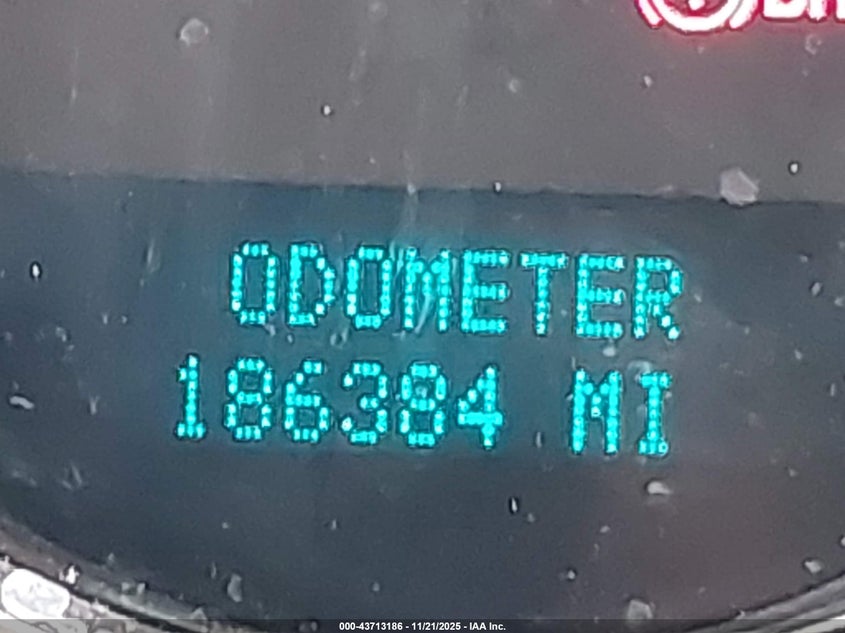 ODOMETER
186384 MI
000-43713186 - 11/21/2025 - IAA Inc.